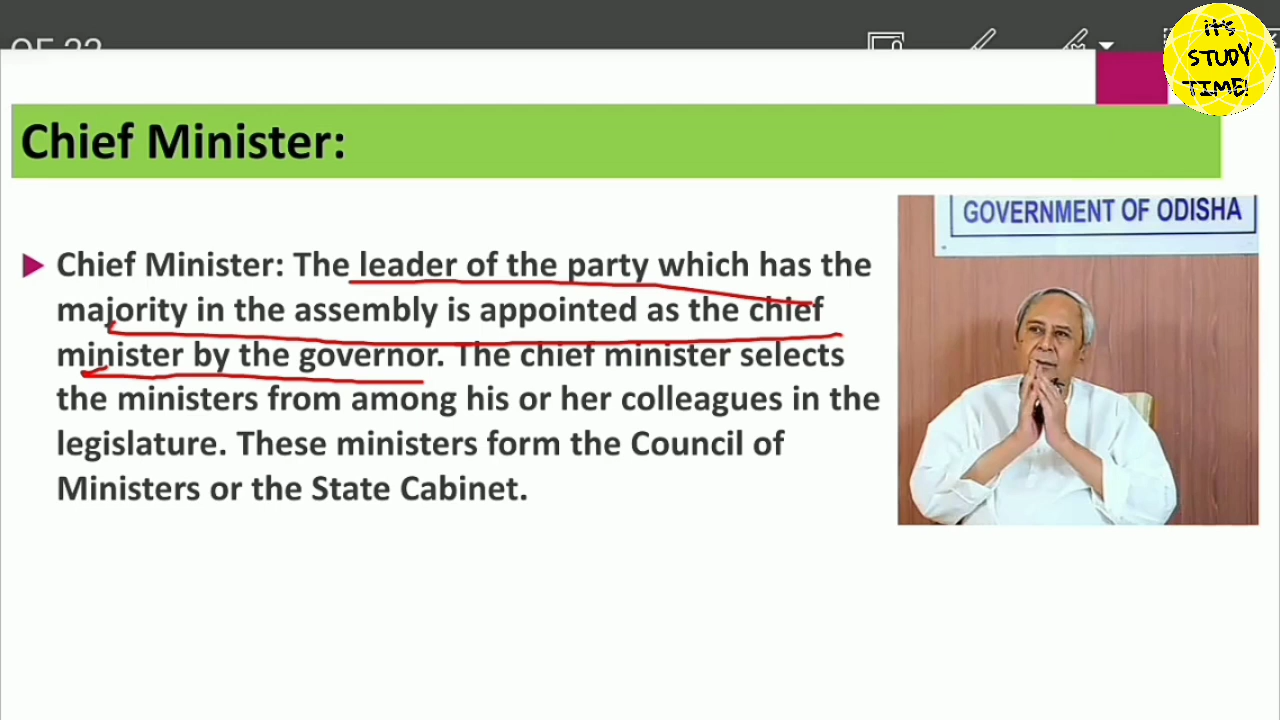 it's
STUDY
TIME!
Chief Minister:
GOVERNMENT OF ODISHA
Chief Minister: The leader of the party which has the
majority in the assembly is appointed as the chief
minister by the governor. The chief minister selects
the ministers from among his or her colleagues in the
legislature. These ministers form the Council of
Ministers or the State Cabinet.